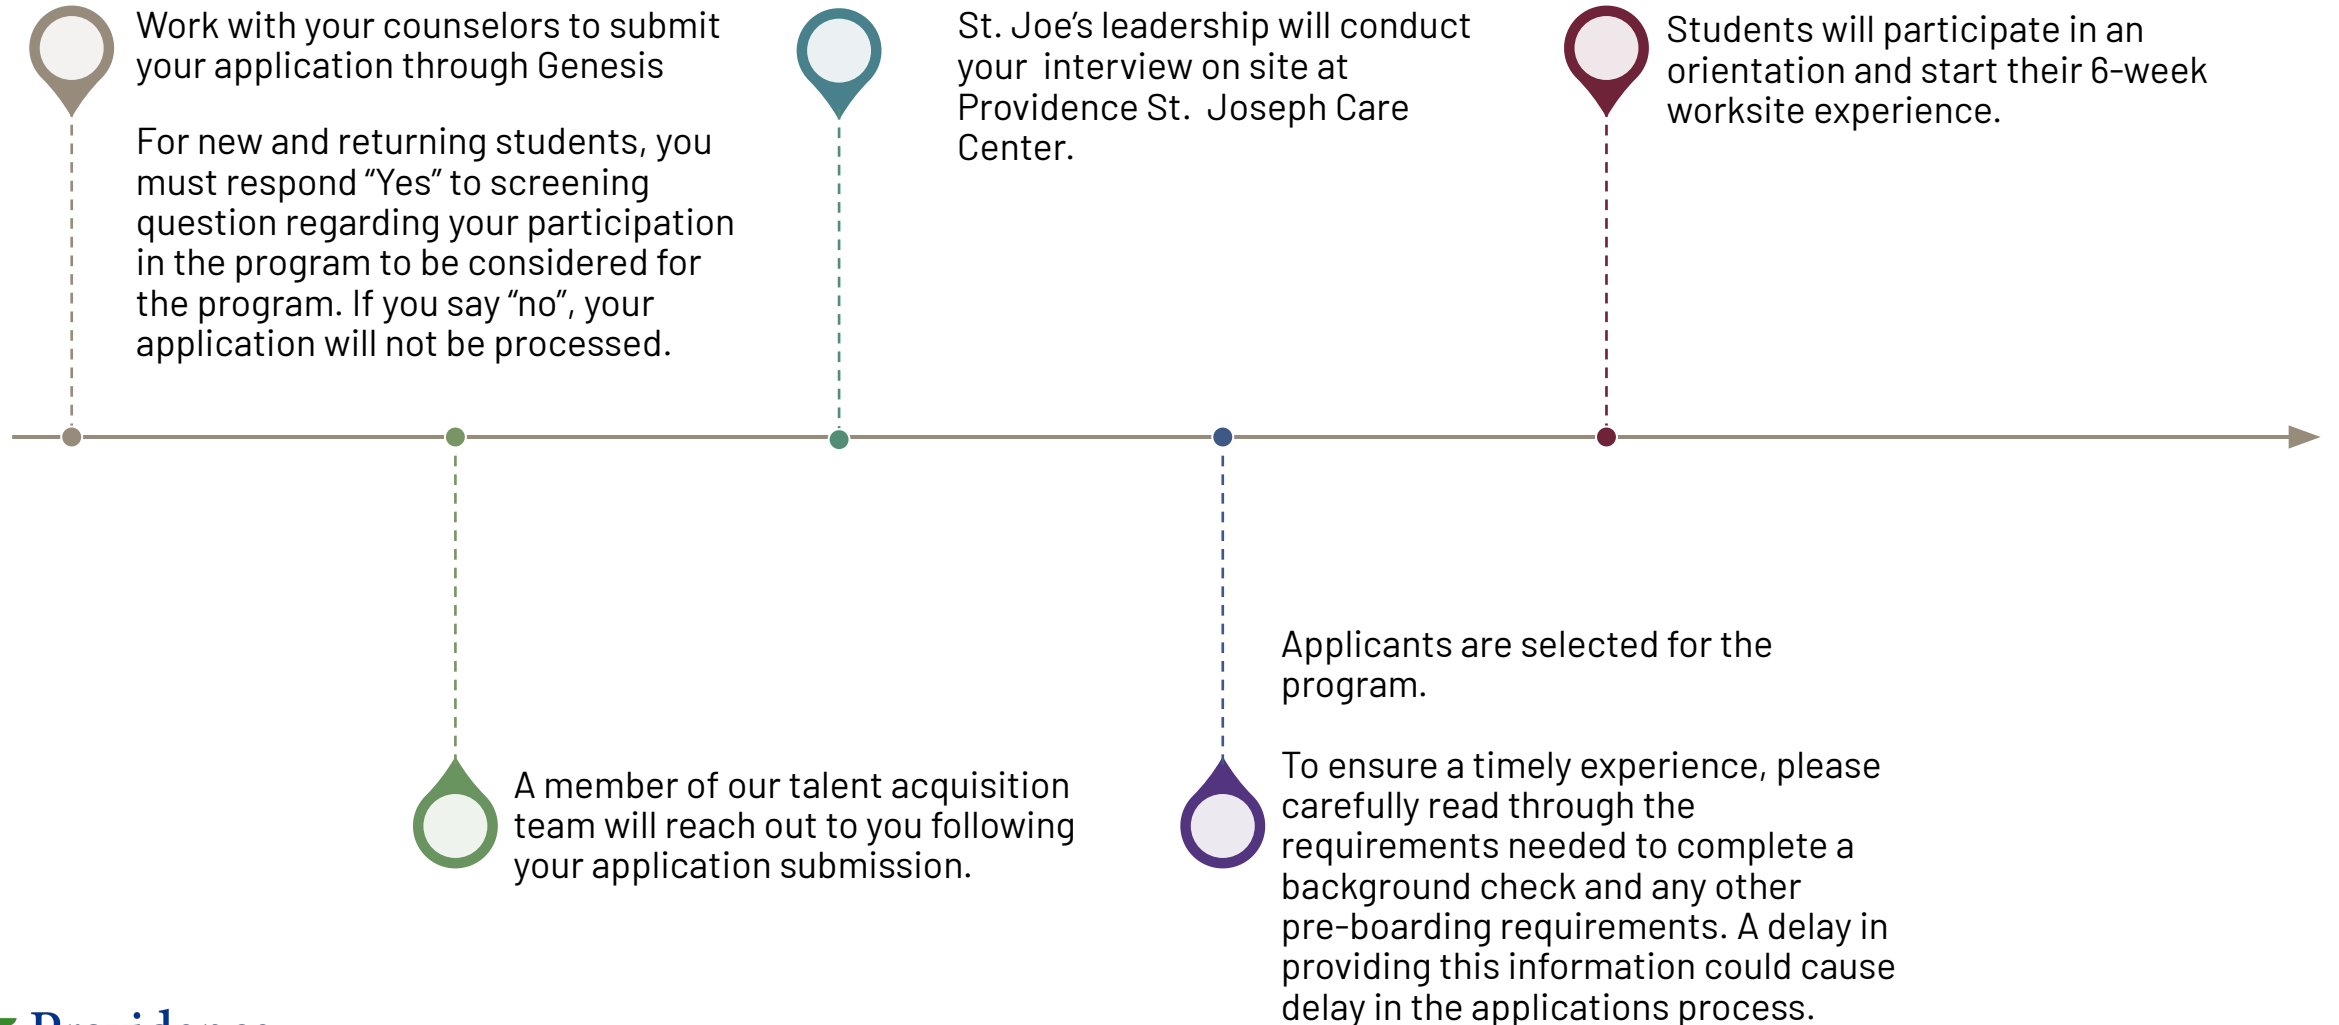 Work with your counselors to submit
your application through Genesis
For new and returning students, you
must respond “Yes” to screening
question regarding your participation
in the program to be considered for
the program. If you say “no”, your
application will not be processed.
A member of our talent acquisition
team will reach out to you following
your application submission.
St. Joe’s leadership will conduct
your interview on site at
Providence St. Joseph Care
Center.
Applicants are selected for the
program.
To ensure a timely experience, please
carefully read through the
requirements needed to complete a
background check and any other
pre-boarding requirements. A delay in
providing this information could cause
delay in the applications process.
Students will participate in an
orientation and start their 6-week
worksite experience.
Providence